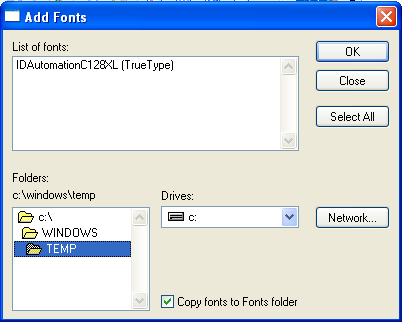 Add Fonts
List of fonts:
IDAutomationC128XL (TrueType)
OK
Close
Select All
Folders:
c:\windows\temp
c:\
WINDOWS
TEMP
Drives:
c:
Network...
Copy fonts to Fonts folder